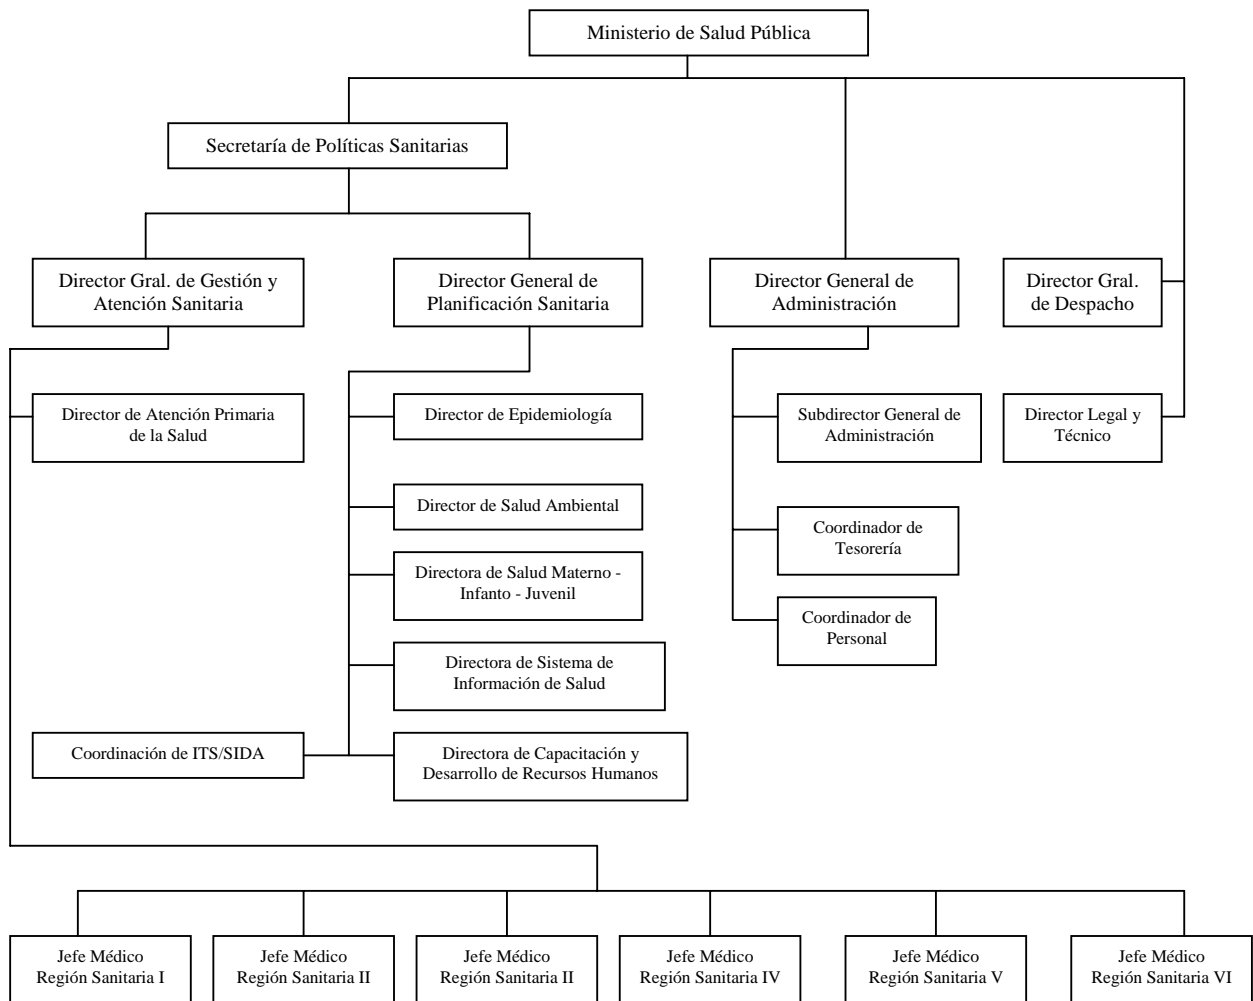 Ministerio de Salud Pública
Secretaría de Políticas Sanitarias
Director Gral. de Gestión y
Atención Sanitaria
Director General de
Planificación Sanitaria
Director General de
Administración
Director Gral.
de Despacho
Director de Atención Primaria
de la Salud
Director de Epidemiología
Subdirector General de
Administración
Director Legal y
Técnico
Director de Salud Ambiental
Coordinador de
Tesorería
Directora de Salud Materno -
Infanto - Juvenil
Coordinador de
Personal
Directora de Sistema de
Información de Salud
Coordinación de ITS/SIDA
Directora de Capacitación y
Desarrollo de Recursos Humanos
Jefe Médico
Región Sanitaria I
Jefe Médico
Región Sanitaria II
Jefe Médico
Región Sanitaria II
Jefe Médico
Región Sanitaria IV
Jefe Médico
Región Sanitaria V
Jefe Médico
Región Sanitaria VI